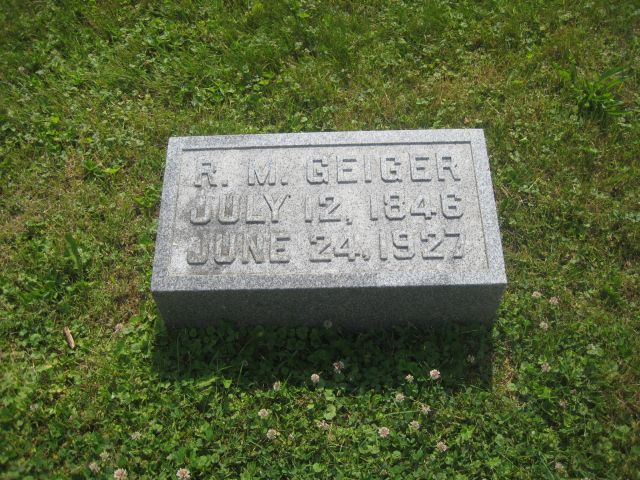 R. M. GEIGER
JULY 12, 1846
JUNE 24, 1927